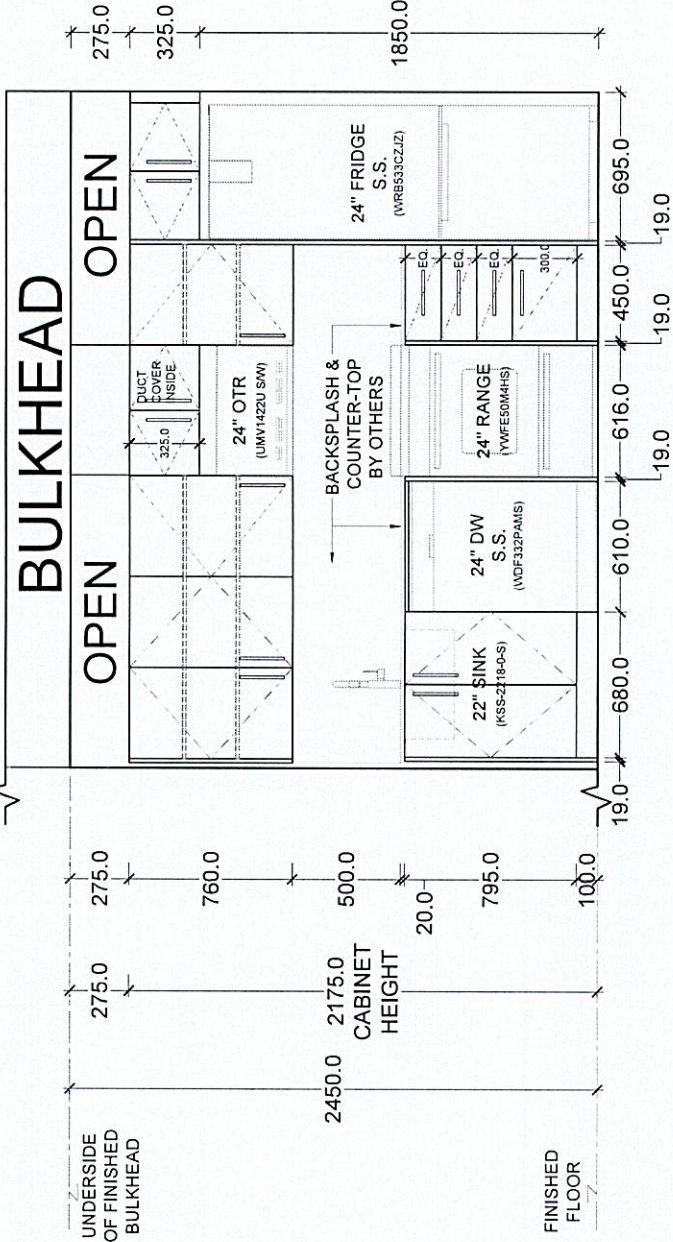 BULKHEAD
OPEN
OPEN
275.0
325.0
1850.0
DUCT
COVER
INSIDE
325.0
24" OTR
(UMV1422U S/W)
24" FRIDGE
S.S.
(WRB533CZJZ)
BACKSPLASH &
COUNTER-TOP
BY OTHERS
22" SINK
(KSS-2218-0-S)
24" DW
S.S.
(WDF332PAMS)
24" RANGE
(YWFE50M4HS)
EQ.
EQ.
EQ.
300.0
19.0
680.0
610.0
616.0
450.0
695.0
19.0
19.0
19.0
275.0
760.0
500.0
20.0
795.0
100.0
275.0
2175.0
CABINET
HEIGHT
2450.0
UNDERSIDE
OF FINISHED
BULKHEAD
FINISHED
FLOOR